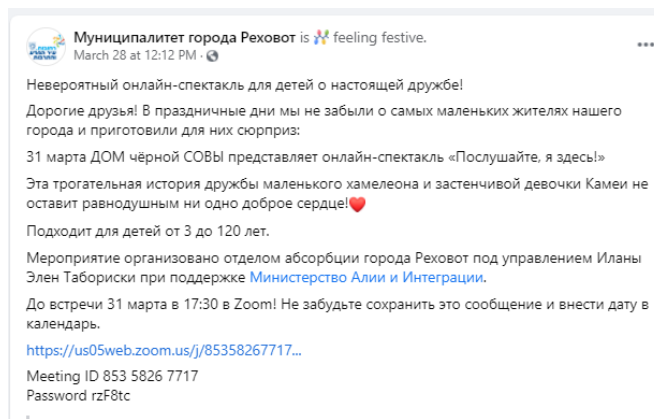 Муниципалитет города Реховот is feeling festive.
March 28 at 12:12 PM ·
Невероятный онлайн-спектакль для детей о настоящей дружбе!
Дорогие друзья! В праздничные дни мы не забыли о самых маленьких жителях нашего
города и приготовили для них сюрприз:
31 марта ДОМ чёрной СОВЫ представляет онлайн-спектакль «Послушайте, я здесь!»
Эта трогательная история дружбы маленького хамелеона и застенчивой девочки Камеи не
оставит равнодушным ни одно доброе сердце!
Подходит для детей от 3 до 120 лет.
Мероприятие организовано отделом абсорбции города Реховот под управлением Иланы
Элен Табориски при поддержке Министерство Алии и Интеграции.
До встречи 31 марта в 17:30 в Zoom! Не забудьте сохранить это сообщение и внести дату в
календарь.
https://us05web.zoom.us/j/85358267717...
Meeting ID 853 5826 7717
Password rzF8tc